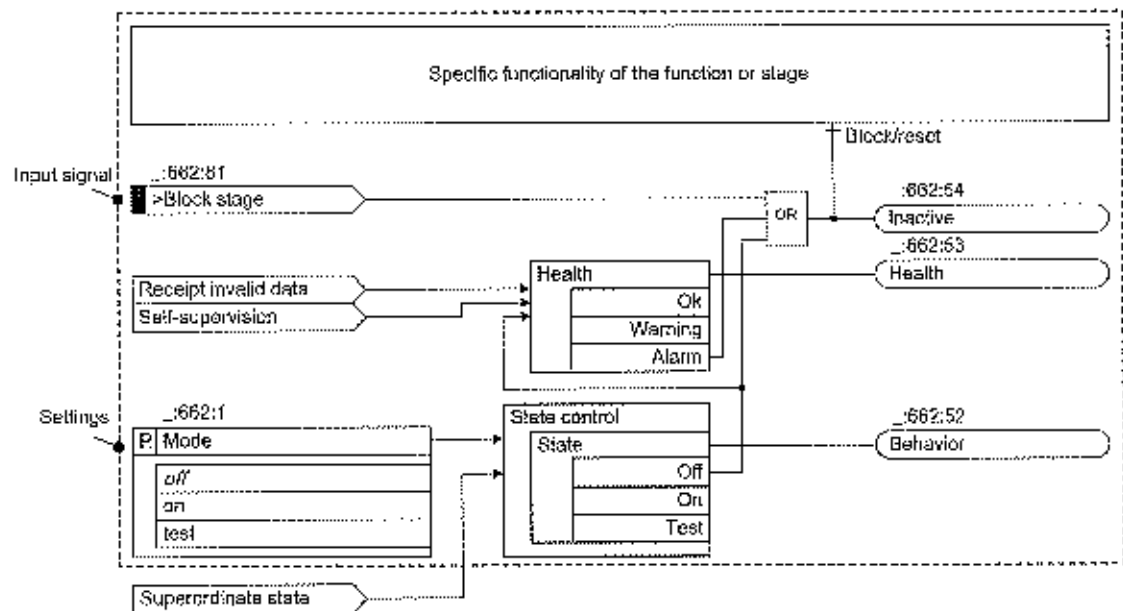 Specific functionality of the function or stage
Block/reset
Input signal
_:662:81
>Block stage
OR
_:662:54
Inactive
_:662:53
Health
Receipt invalid data
Self-supervision
Health
Ok
Warning
Alarm
Settings
_:662:1
P Mode
off
on
test
State control
State
Off
On
Test
_:662:52
Behavior
Superordinate state